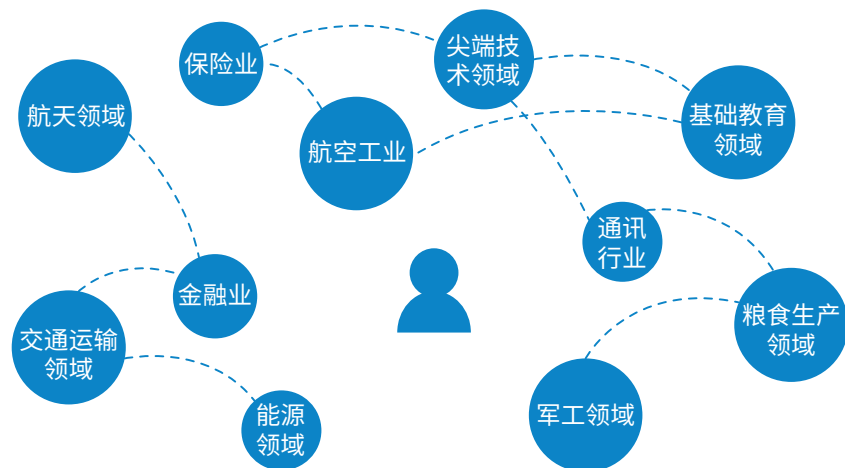 保险业
尖端技
术领域
航天领域
基础教育
领域
航空工业
通讯
行业
金融业
粮食生产
领域
交通运输
领域
能源
领域
军工领域